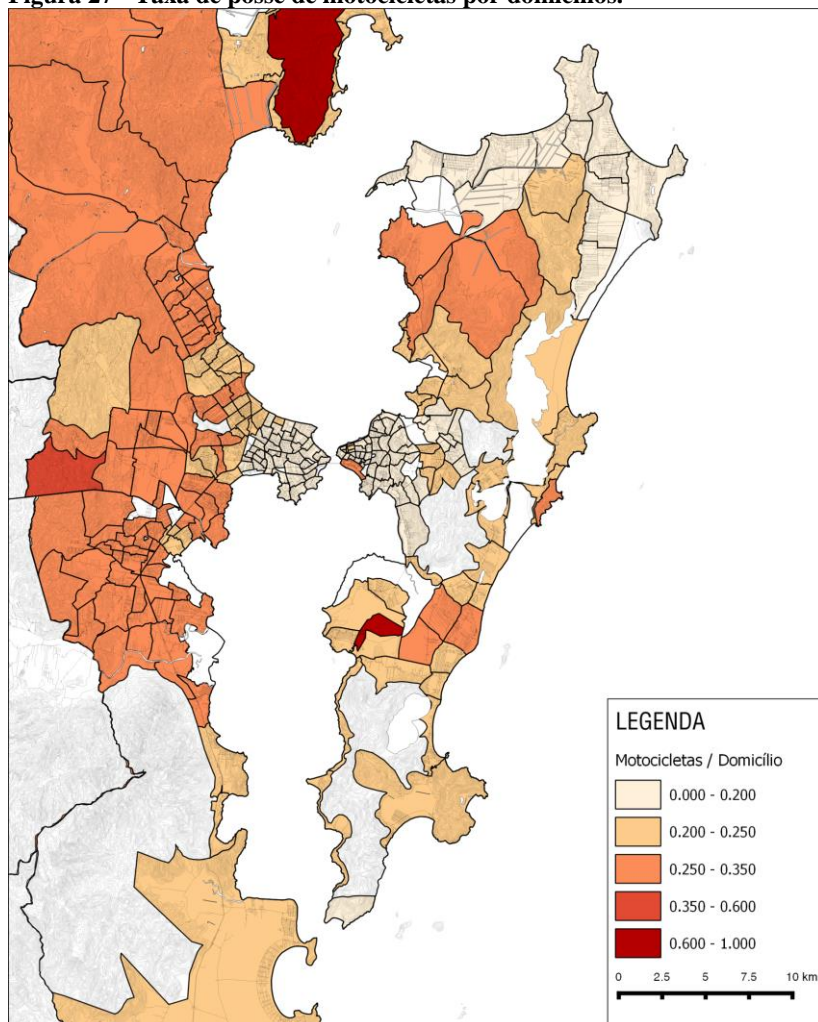 Figura 27 - Taxa de posse de motocicletas por domicílios.
LEGENDA
Motocicletas / Domicílio
0.000 - 0.200
0.200 - 0.250
0.250 - 0.350
0.350 - 0.600
0.600 - 1.000
0 2.5 5 7.5 10 km